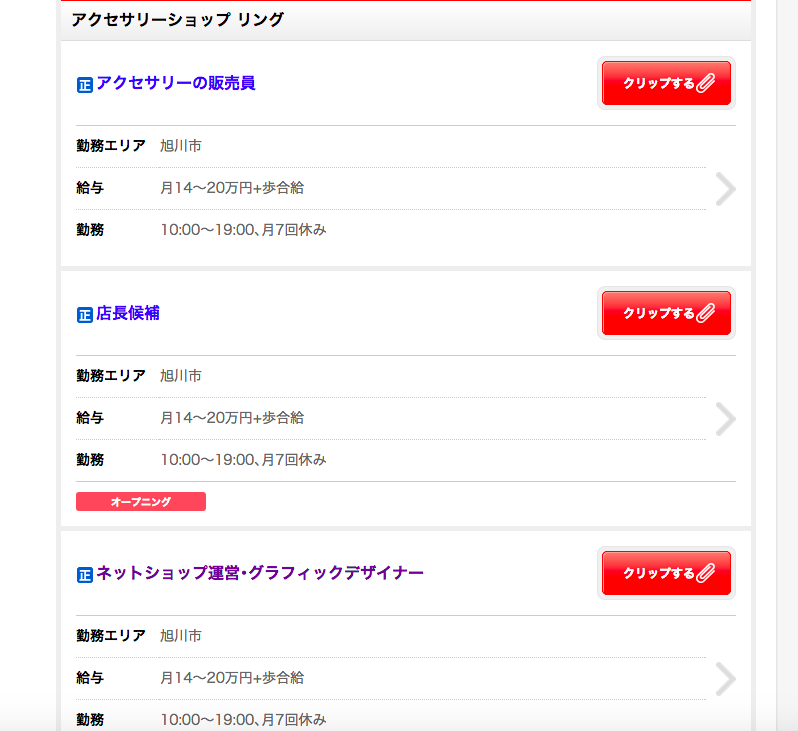 アクセサリーショップ リング
正 アクセサリーの販売員
クリップする
勤務エリア 旭川市
給与 月14〜20万円+歩合給
勤務 10:00〜19:00、月7回休み
正 店長候補
クリップする
勤務エリア 旭川市
給与 月14〜20万円+歩合給
勤務 10:00〜19:00、月7回休み
オープニング
正 ネットショップ運営・グラフィックデザイナー
クリップする
勤務エリア 旭川市
給与 月14〜20万円+歩合給
勤務 10:00〜19:00、月7回休み